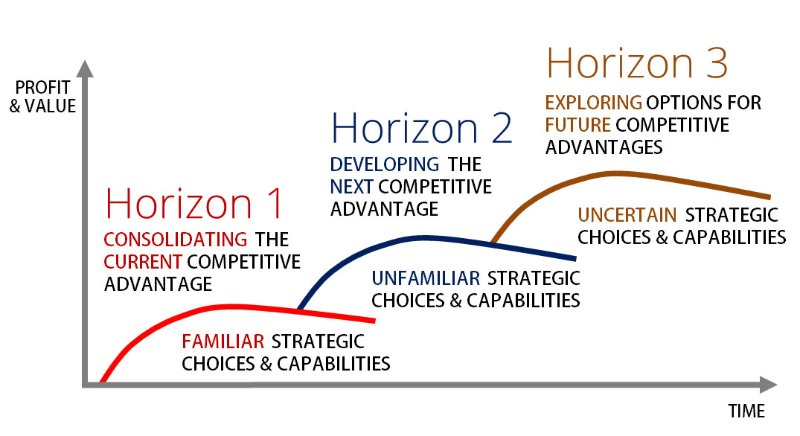 PROFIT
& VALUE
Horizon 1
CONSOLIDATING THE
CURRENT COMPETITIVE
ADVANTAGE
FAMILIAR STRATEGIC
CHOICES & CAPABILITIES
Horizon 2
DEVELOPING THE
NEXT COMPETITIVE
ADVANTAGE
UNFAMILIAR STRATEGIC
CHOICES & CAPABILITIES
Horizon 3
EXPLORING OPTIONS FOR
FUTURE COMPETITIVE
ADVANTAGES
UNCERTAIN STRATEGIC
CHOICES & CAPABILITIES
TIME